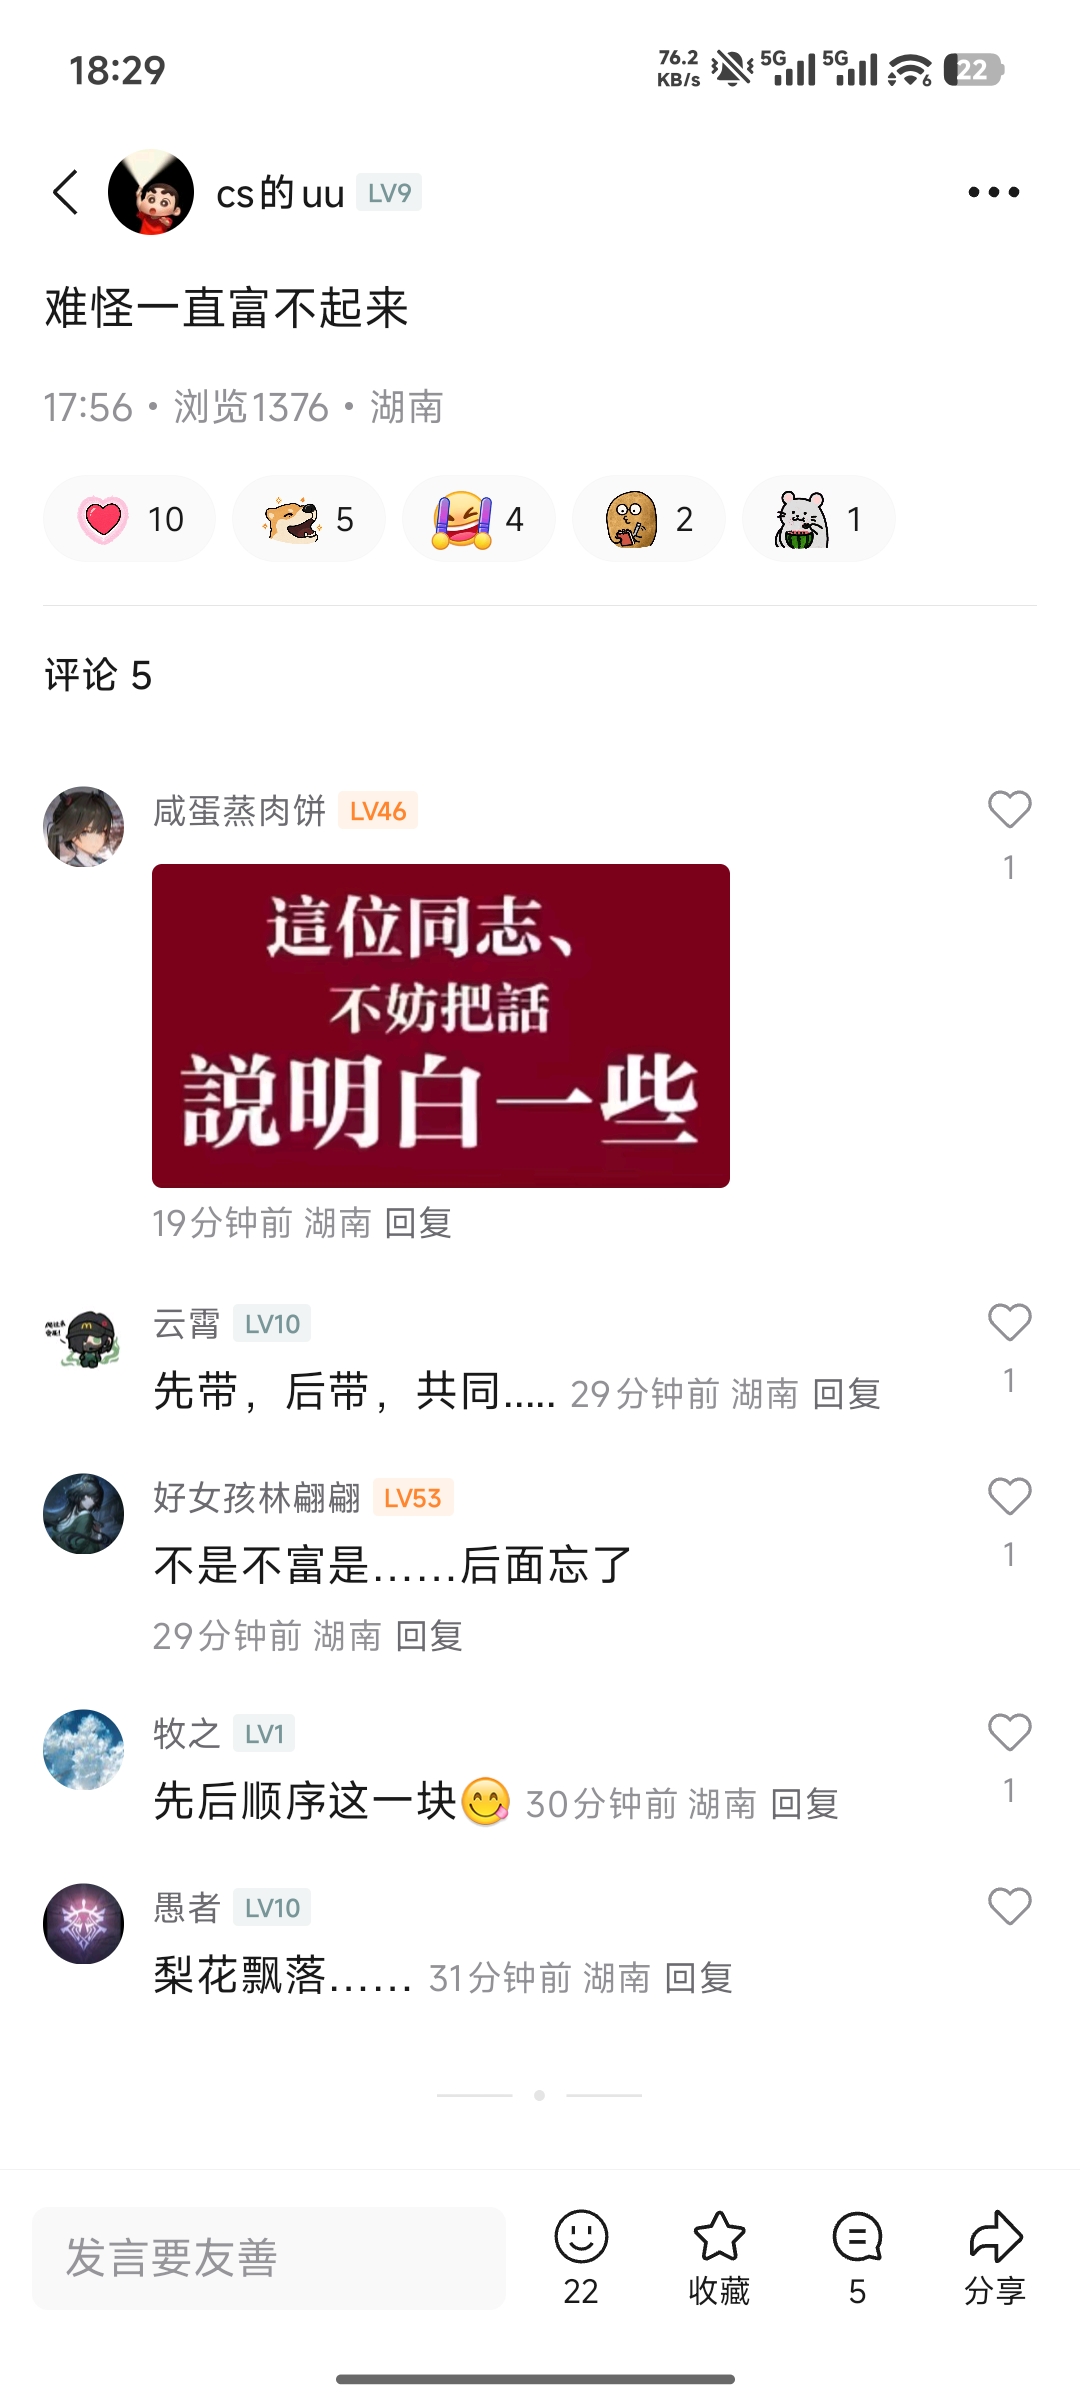 18:29
76.2 KB/s 5G 5G 6 22
cs的uu LV9
难怪一直富不起来
17:56 • 浏览1376 • 湖南
10 5 4 2 1
评论 5
咸蛋蒸肉饼 LV46
1
這位同志、
不妨把話
説明白一些
19分钟前 湖南 回复
云霄 LV10
先带，后带，共同..... 29分钟前 湖南 回复
1
好女孩林翩翩 LV53
不是不富是……后面忘了
1
29分钟前 湖南 回复
牧之 LV1
先后顺序这一块😋 30分钟前 湖南 回复
1
愚者 LV10
梨花飘落…… 31分钟前 湖南 回复
发言要友善
22 收藏 5 分享